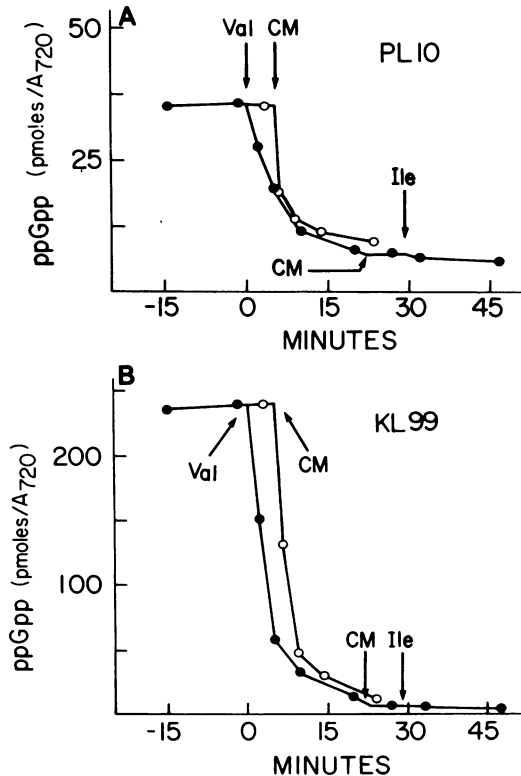 A
50
Val CM
PL10
ppGpp (pmoles/A720)
25
Ile
CM
-15 0 15 30 45
MINUTES
B
KL99
200
Val
CM
ppGpp (pmoles/A720)
100
CM Ile
-15 0 15 30 45
MINUTES